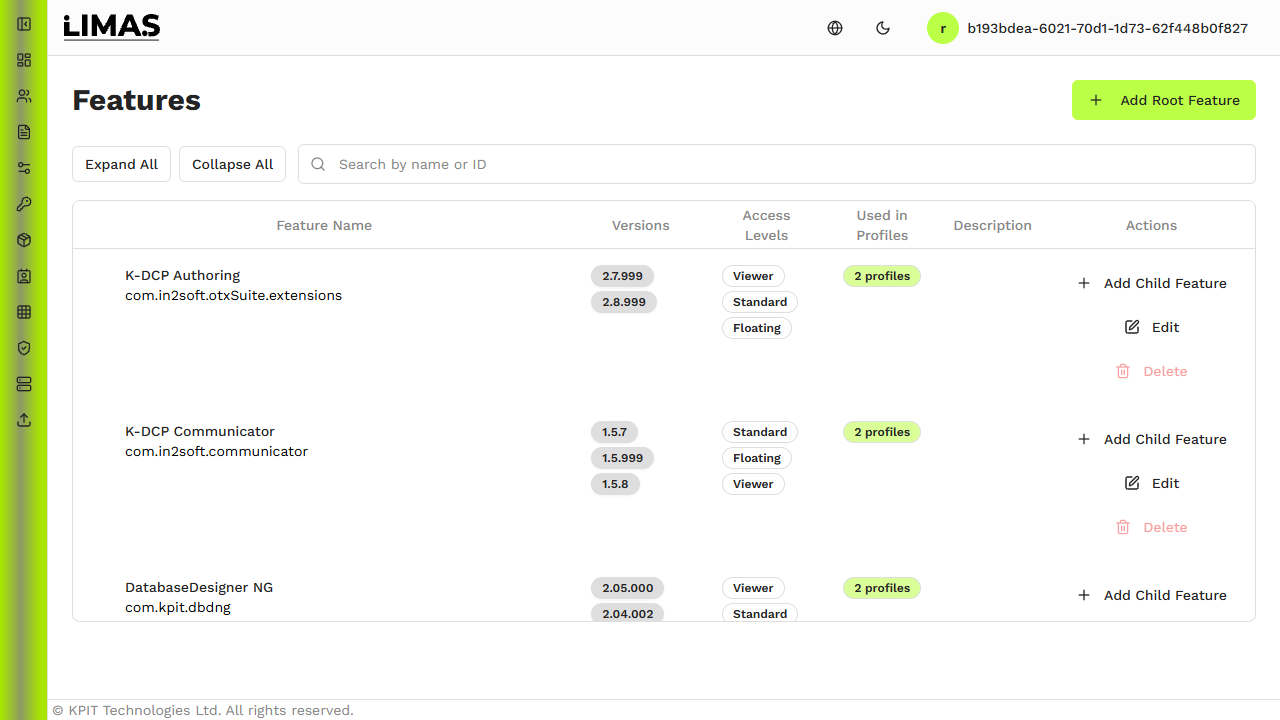 LIMAS
r
b193bdea-6021-70d1-1d73-62f448b0f827
Features
Add Root Feature
Expand All
Collapse All
Search by name or ID
Feature Name
Versions
Access
Levels
Used in
Profiles
Description
Actions
K-DCP Authoring
com.in2soft.otxSuite.extensions
2.7.999
2.8.999
Viewer
Standard
Floating
2 profiles
Add Child Feature
Edit
Delete
K-DCP Communicator
com.in2soft.communicator
1.5.7
1.5.999
1.5.8
Standard
Floating
Viewer
2 profiles
Add Child Feature
Edit
Delete
DatabaseDesigner NG
com.kpit.dbdng
2.05.000
2.04.002
Viewer
Standard
2 profiles
Add Child Feature
© KPIT Technologies Ltd. All rights reserved.